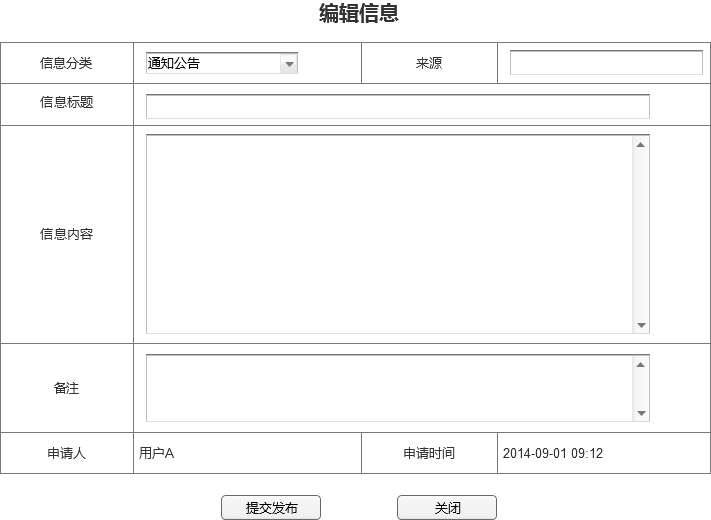 编辑信息
信息分类 通知公告 来源
信息标题
信息内容
备注
申请人 用户A 申请时间 2014-09-01 09:12
提交发布 关闭